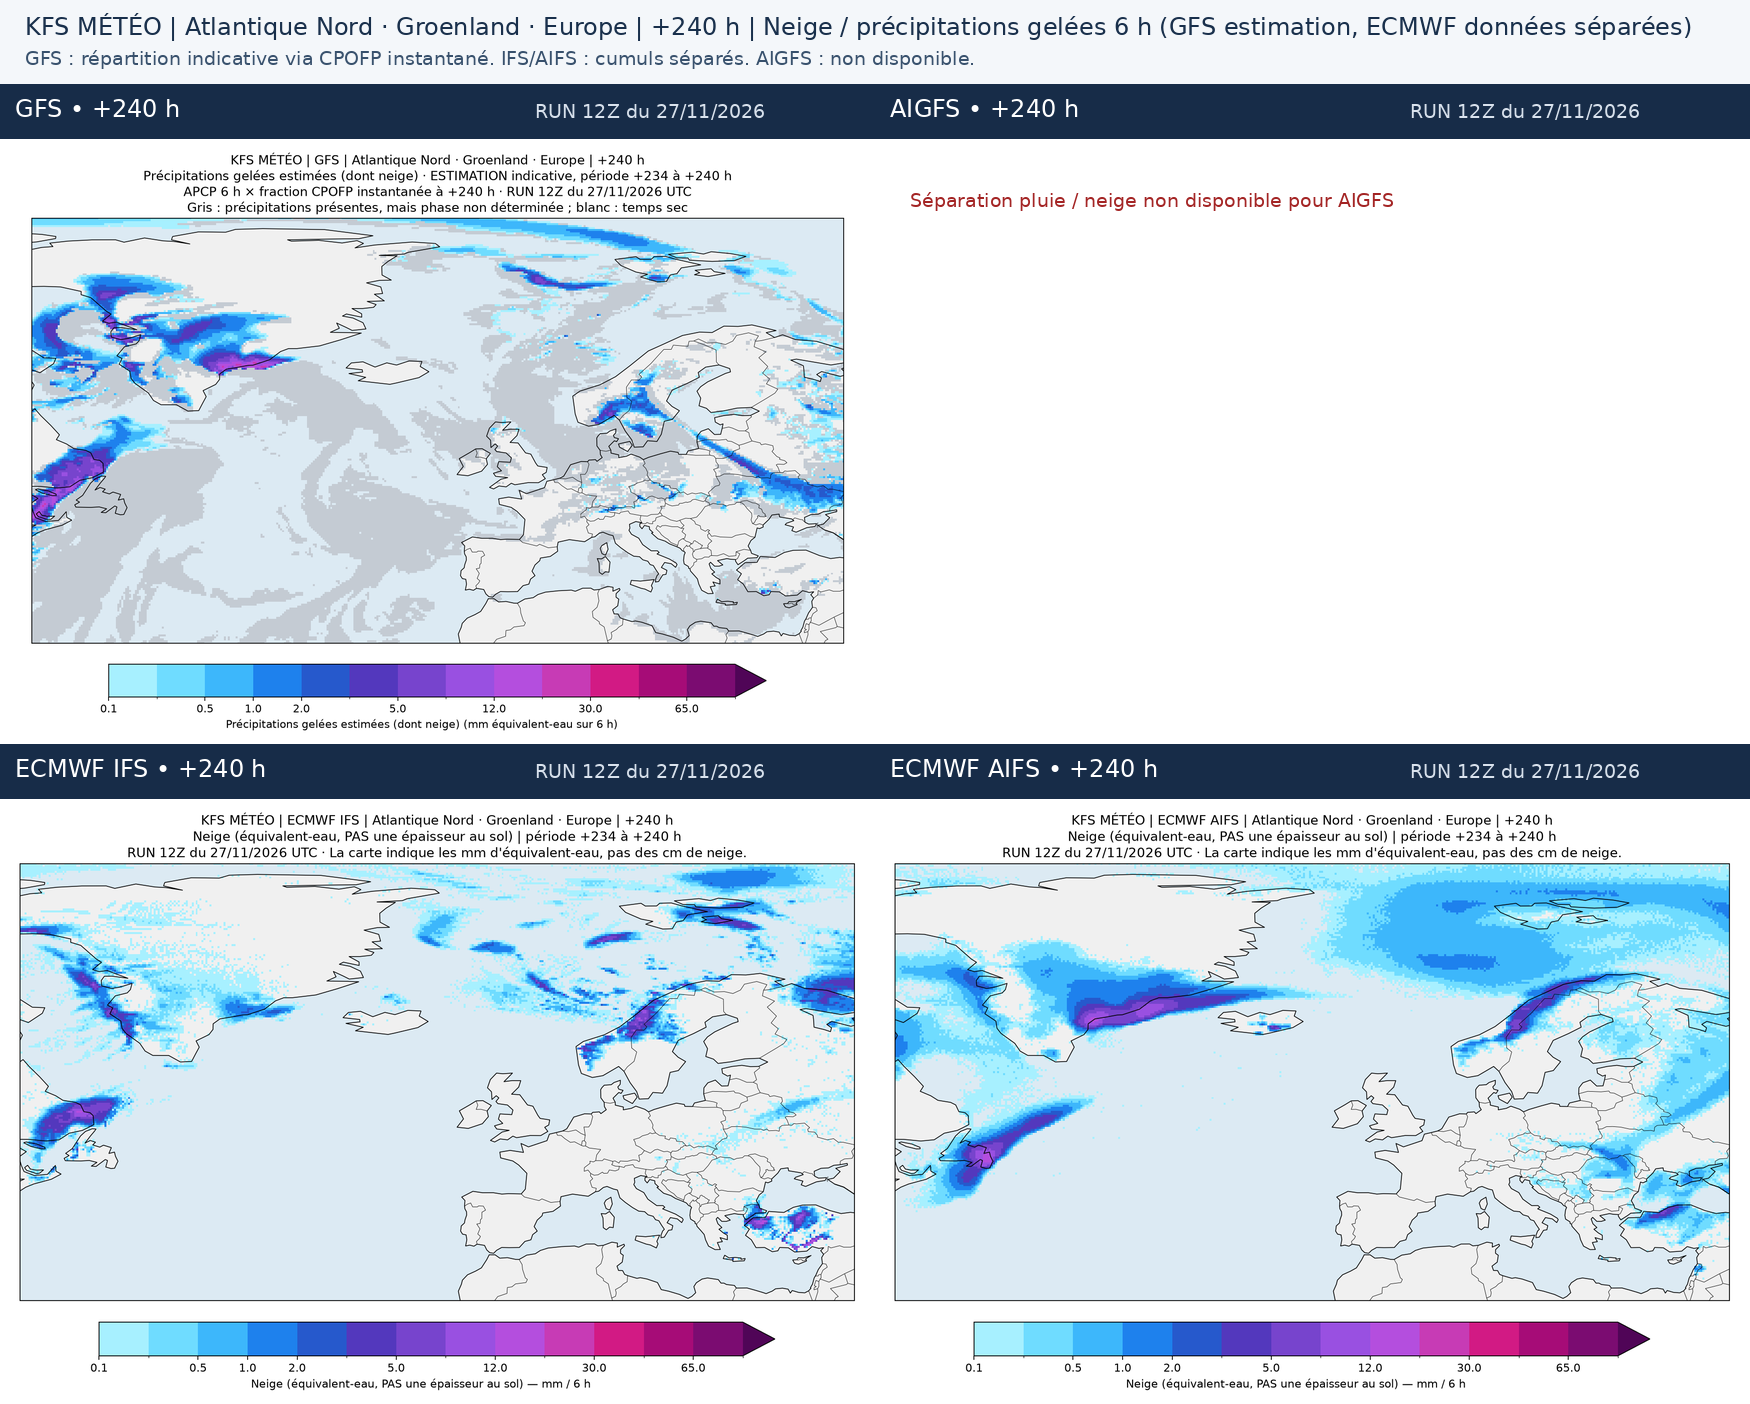 KFS MÉTÉO | Atlantique Nord · Groenland · Europe | +240 h | Neige / précipitations gelées 6 h (GFS estimation, ECMWF données séparées)
GFS : répartition indicative via CPOFP instantané. IFS/AIFS : cumuls séparés. AIGFS : non disponible.
GFS • +240 h
RUN 12Z du 27/11/2026
AIGFS • +240 h
RUN 12Z du 27/11/2026
KFS MÉTÉO | GFS | Atlantique Nord · Groenland · Europe | +240 h
Précipitations gelées estimées (dont neige) · ESTIMATION indicative, période +234 à +240 h
APCP 6 h × fraction CPOFP instantanée à +240 h · RUN 12Z du 27/11/2026 UTC
Gris : précipitations présentes, mais phase non déterminée ; blanc : temps sec
Séparation pluie / neige non disponible pour AIGFS
0.1 0.5 1.0 2.0 5.0 12.0 30.0 65.0
Précipitations gelées estimées (dont neige) (mm équivalent-eau sur 6 h)
ECMWF IFS • +240 h
RUN 12Z du 27/11/2026
ECMWF AIFS • +240 h
RUN 12Z du 27/11/2026
KFS MÉTÉO | ECMWF IFS | Atlantique Nord · Groenland · Europe | +240 h
Neige (équivalent-eau, PAS une épaisseur au sol) | période +234 à +240 h
RUN 12Z du 27/11/2026 UTC · La carte indique les mm d'équivalent-eau, pas des cm de neige.
0.1 0.5 1.0 2.0 5.0 12.0 30.0 65.0
Neige (équivalent-eau, PAS une épaisseur au sol) — mm / 6 h
KFS MÉTÉO | ECMWF AIFS | Atlantique Nord · Groenland · Europe | +240 h
Neige (équivalent-eau, PAS une épaisseur au sol) | période +234 à +240 h
RUN 12Z du 27/11/2026 UTC · La carte indique les mm d'équivalent-eau, pas des cm de neige.
0.1 0.5 1.0 2.0 5.0 12.0 30.0 65.0
Neige (équivalent-eau, PAS une épaisseur au sol) — mm / 6 h